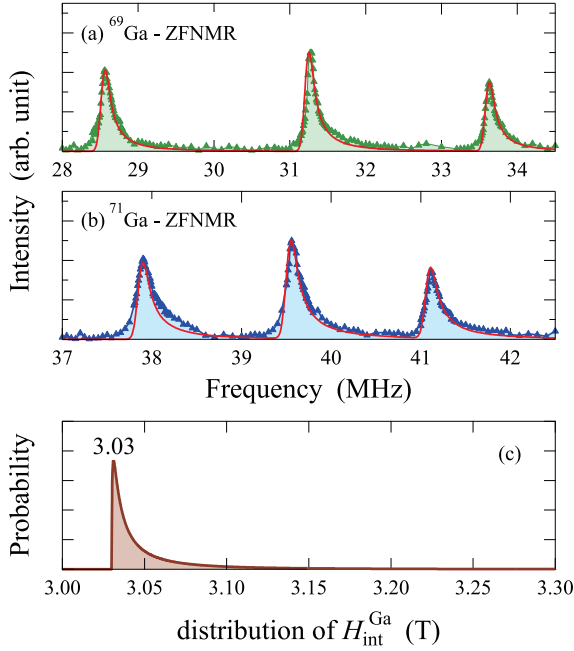 (a) ⁶⁹Ga - ZFNMR
28 29 30 31 32 33 34
(b) ⁷¹Ga - ZFNMR
Intensity (arb. unit)
37 38 39 40 41 42
Frequency (MHz)
3.03
(c)
Probability
3.00 3.05 3.10 3.15 3.20 3.25 3.30
distribution of H_int^Ga (T)